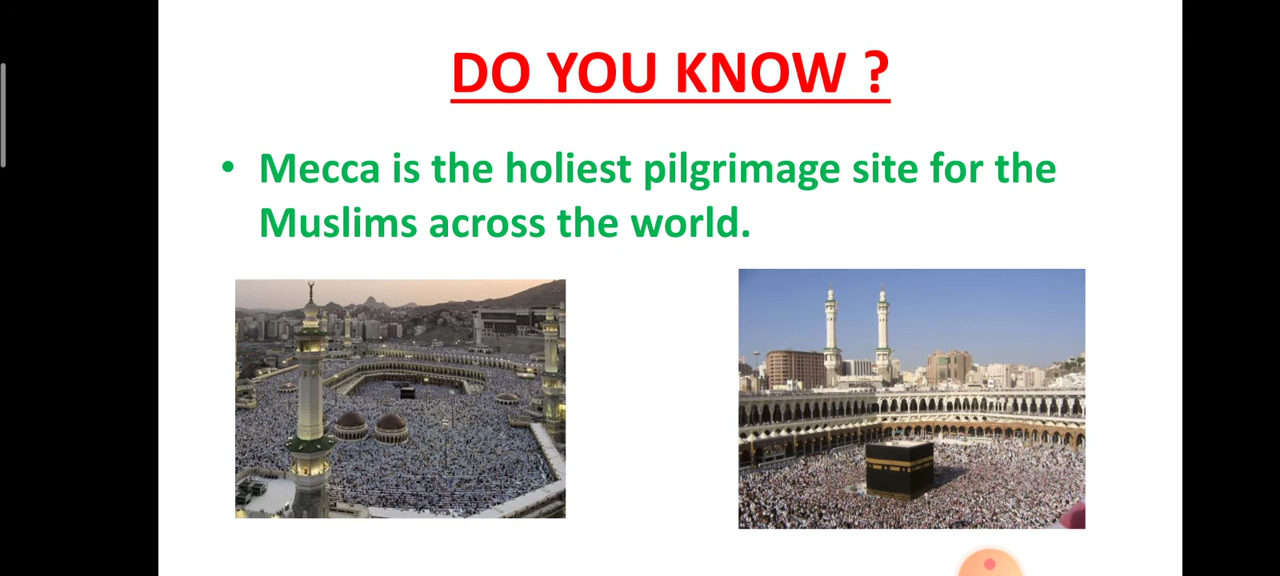 DO YOU KNOW ?
• Mecca is the holiest pilgrimage site for the
Muslims across the world.